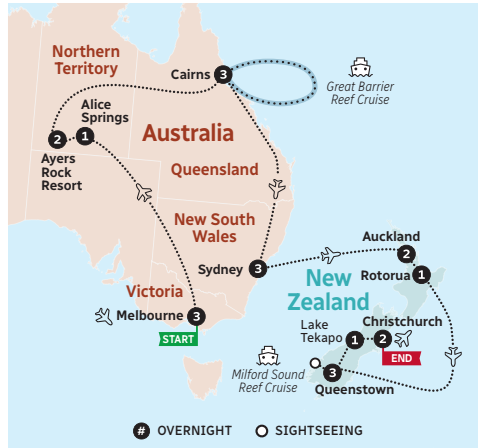 Northern
Territory
Cairns 3
Great Barrier
Reef Cruise
Alice
Springs
2 1
Ayers
Rock
Resort
Australia
Queensland
New South
Wales
Sydney 3
Victoria
Melbourne 3
START
Auckland
2
Rotorua 1
New
Zealand
Lake
Tekapo
1
Christchurch
2
END
Milford Sound
Reef Cruise
3
Queenstown
# OVERNIGHT
SIGHTSEEING